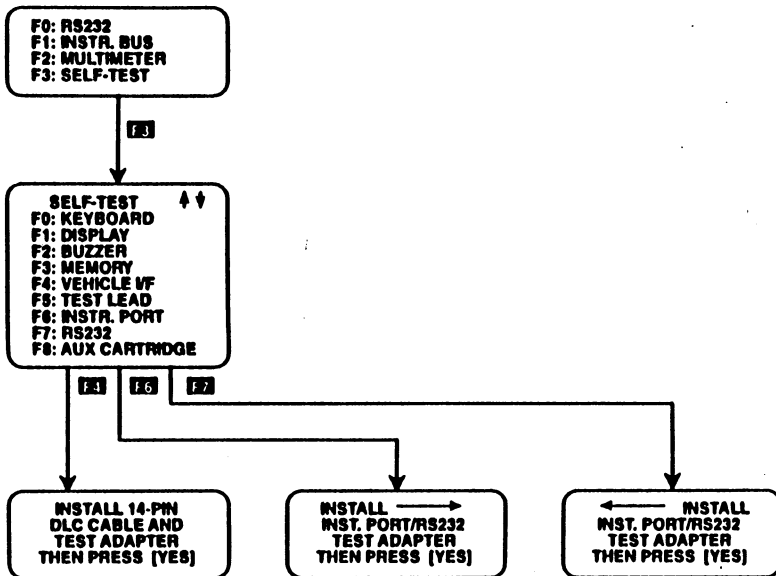 F0: RS232
F1: INSTR. BUS
F2: MULTIMETER
F3: SELF-TEST
F3
SELF-TEST
F0: KEYBOARD
F1: DISPLAY
F2: BUZZER
F3: MEMORY
F4: VEHICLE I/F
F5: TEST LEAD
F6: INSTR. PORT
F7: RS232
F8: AUX CARTRIDGE
F4 F6 F7
INSTALL 14-PIN
DLC CABLE AND
TEST ADAPTER
THEN PRESS [YES]
INSTALL
INST. PORT/RS232
TEST ADAPTER
THEN PRESS [YES]
INSTALL
INST. PORT/RS232
TEST ADAPTER
THEN PRESS [YES]